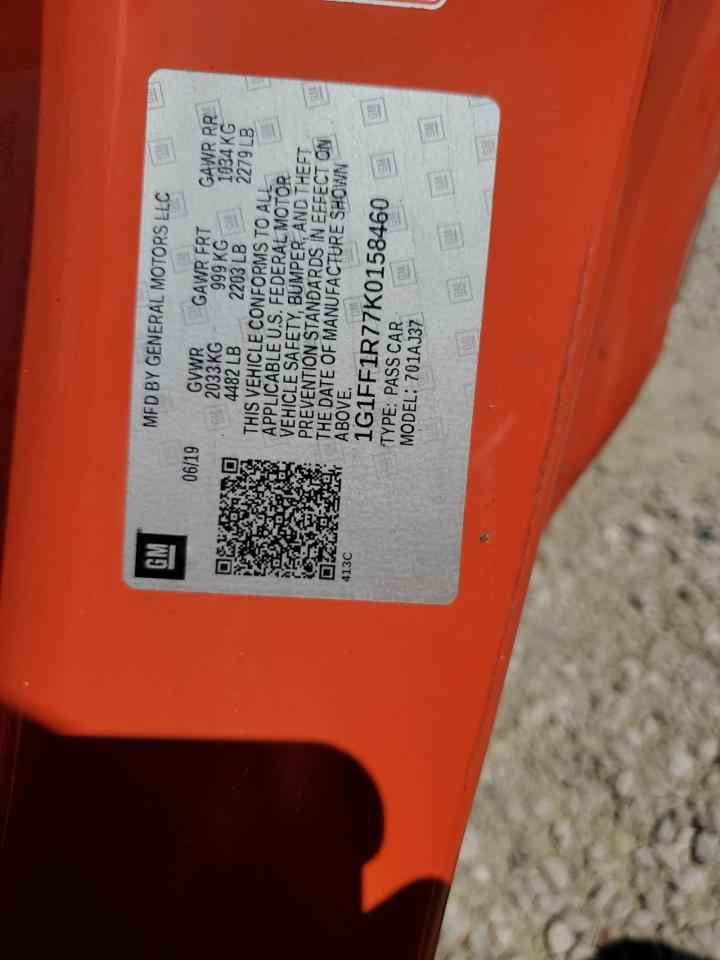 GM
06/19
MFD BY GENERAL MOTORS LLC
GVWR GAWR FRT GAWR RR
2033 KG 999 KG 1034 KG
4482 LB 2203 LB 2279 LB
THIS VEHICLE CONFORMS TO ALL
APPLICABLE U.S. FEDERAL MOTOR
VEHICLE SAFETY, BUMPER, AND THEFT
PREVENTION STANDARDS IN EFFECT ON
THE DATE OF MANUFACTURE SHOWN
ABOVE.
1G1FF1R77K0158460
TYPE: PASS CAR
MODEL: 701AJ37
413C